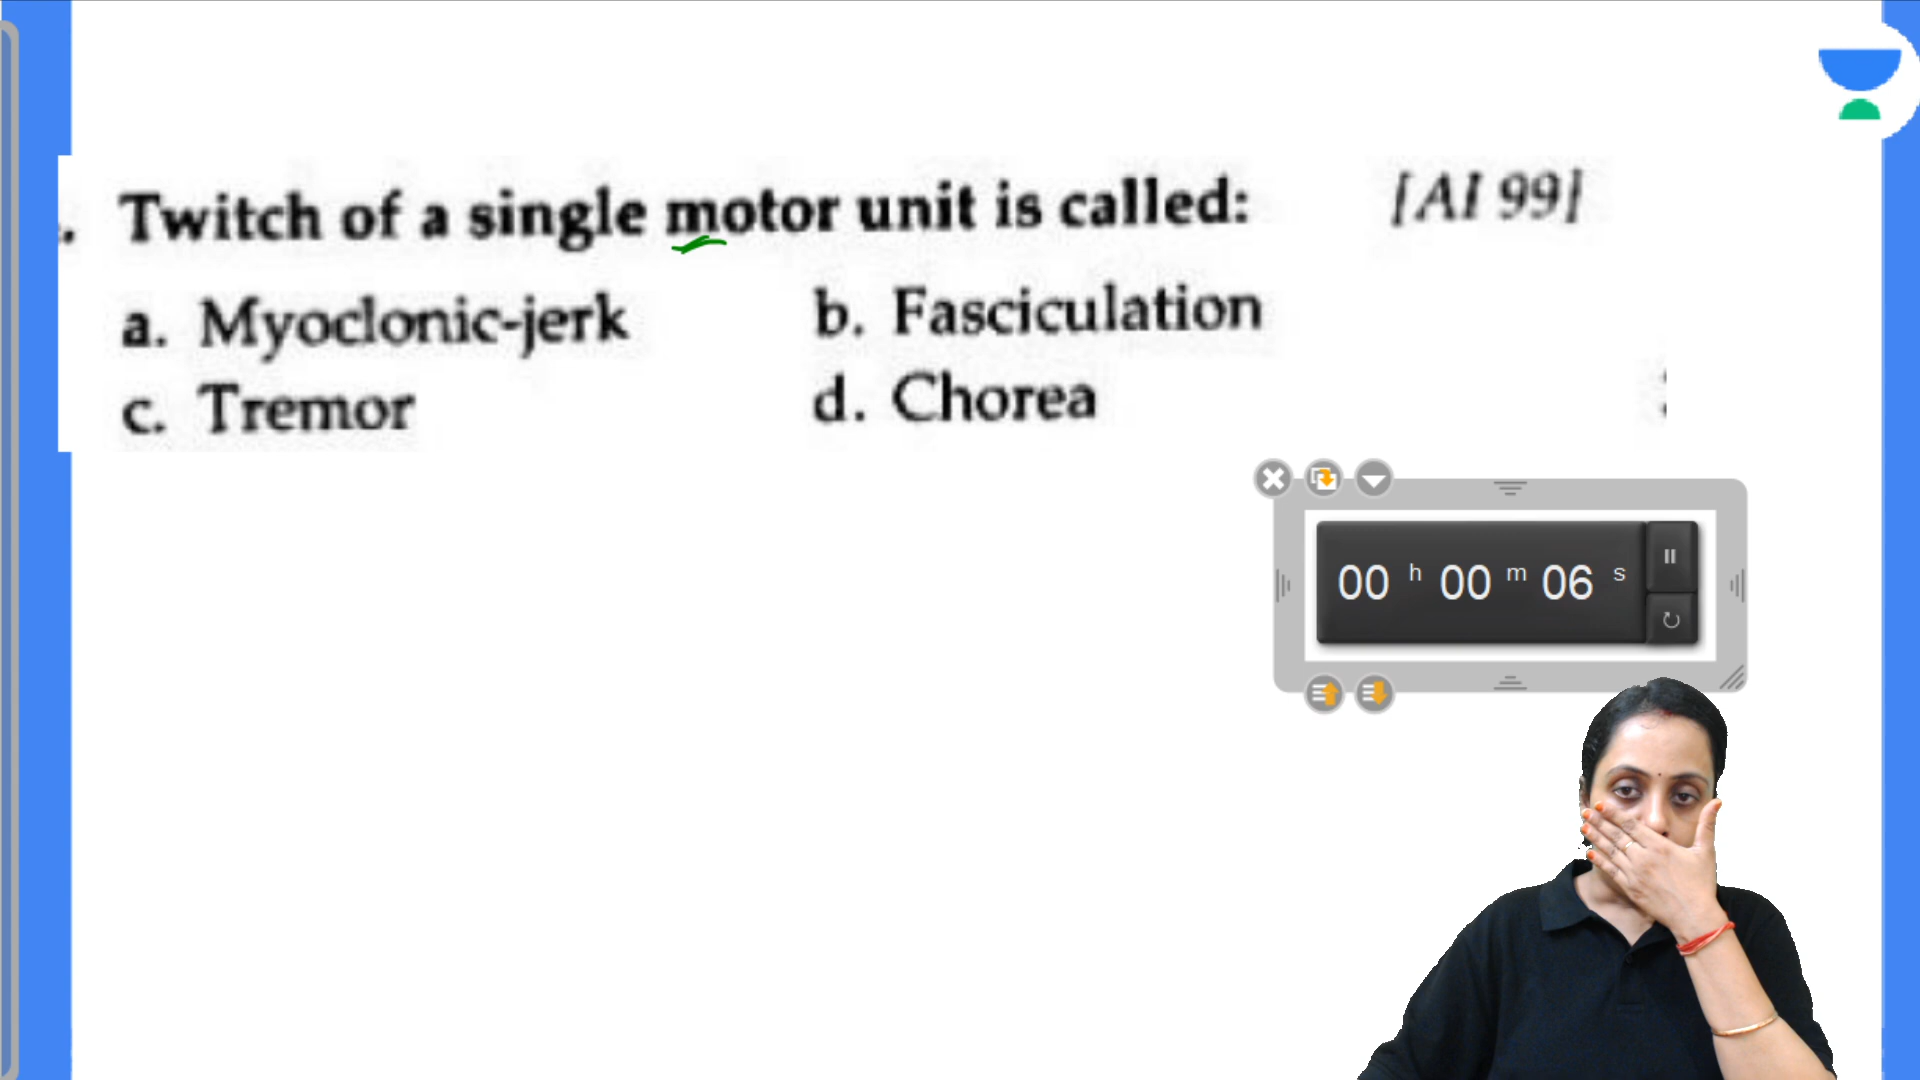 . Twitch of a single motor unit is called: [AI 99]
a. Myoclonic-jerk b. Fasciculation
c. Tremor d. Chorea
00 h 00 m 06 s